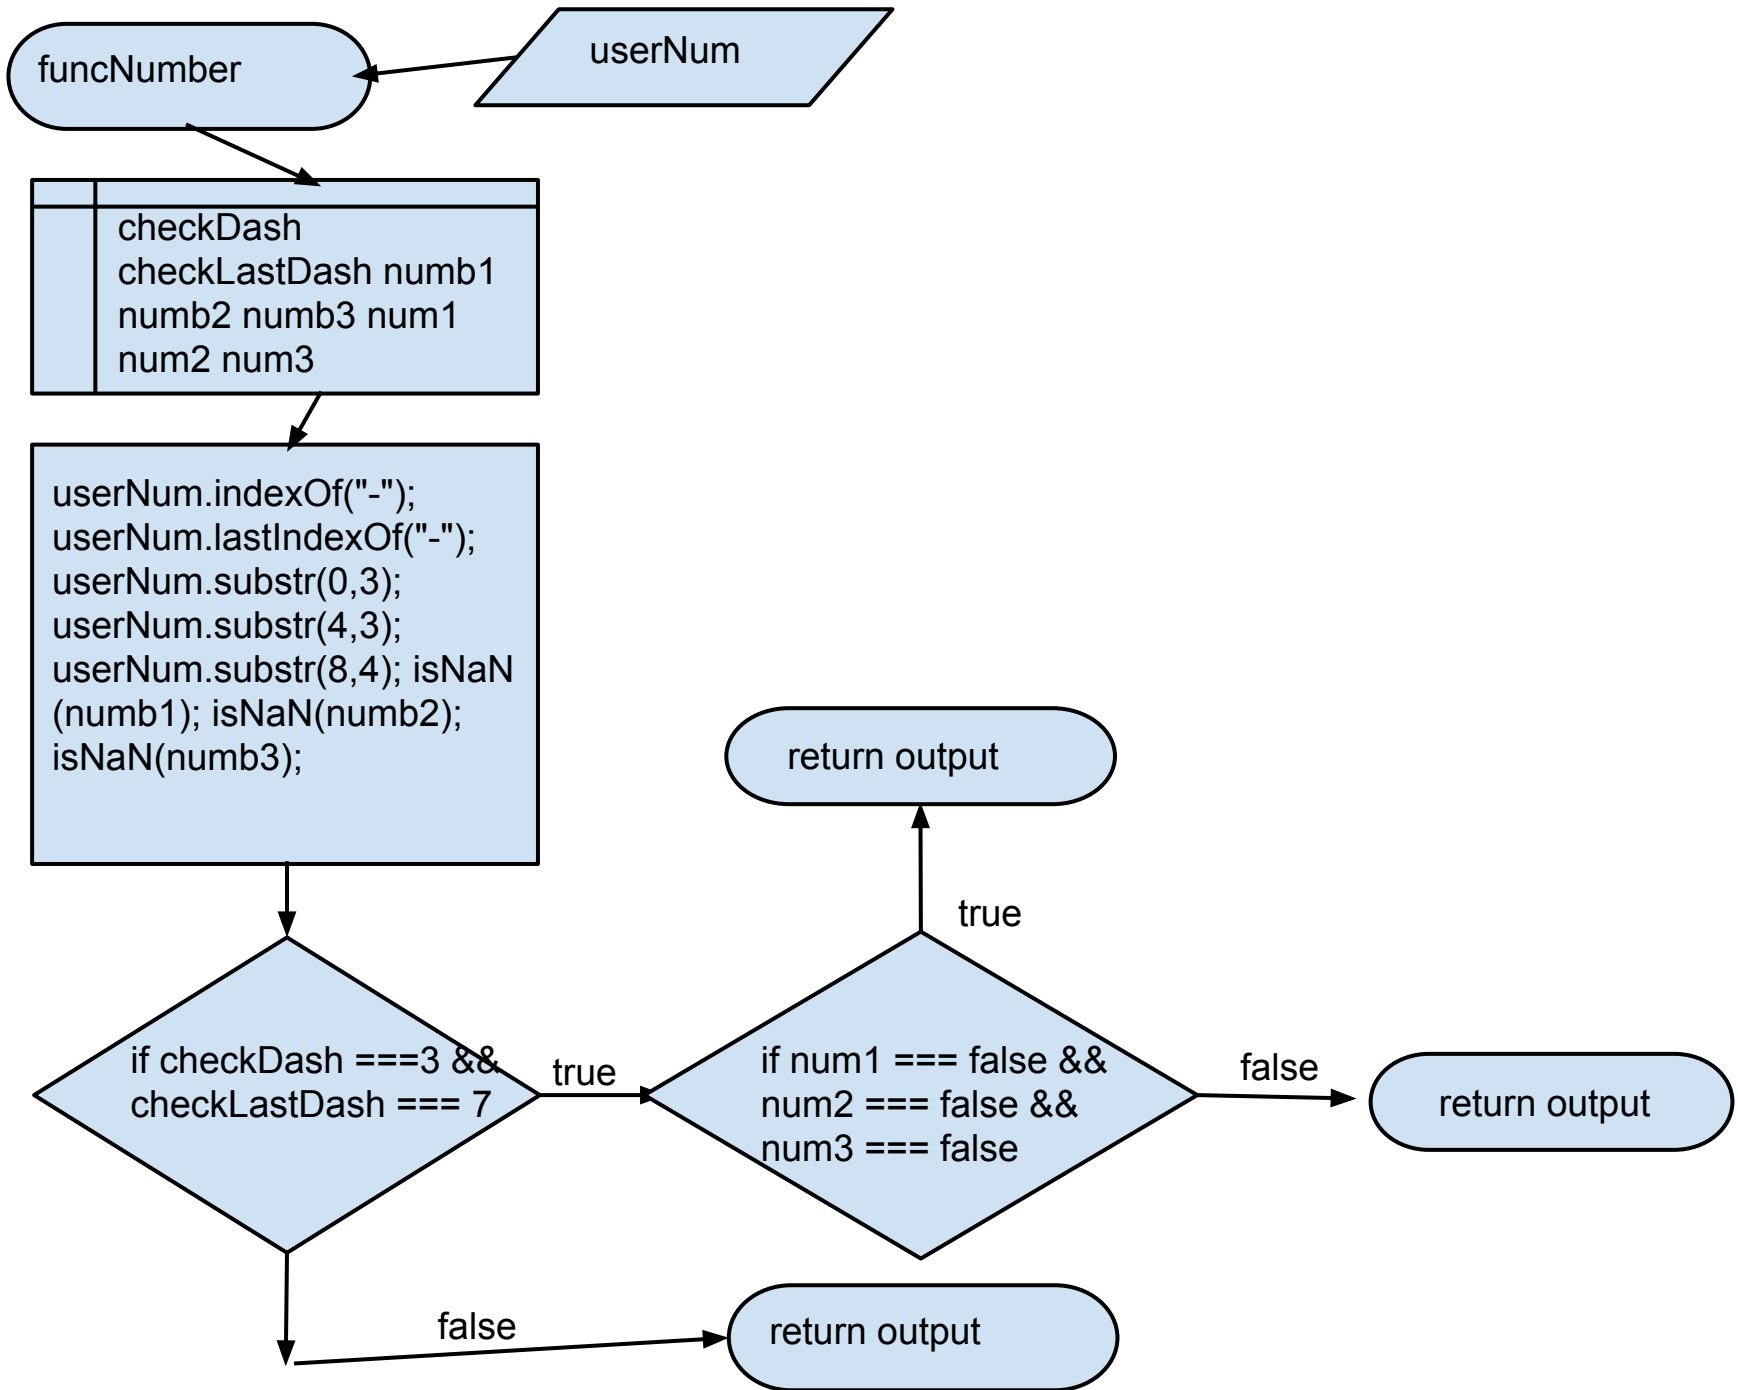 funcNumber
userNum
checkDash
checkLastDash numb1
numb2 numb3 num1
num2 num3
userNum.indexOf("-");
userNum.lastIndexOf("-");
userNum.substr(0,3);
userNum.substr(4,3);
userNum.substr(8,4); isNaN
(numb1); isNaN(numb2);
isNaN(numb3);
return output
true
if checkDash ===3 &&
checkLastDash === 7
true
if num1 === false &&
num2 === false &&
num3 === false
false
return output
false
return output